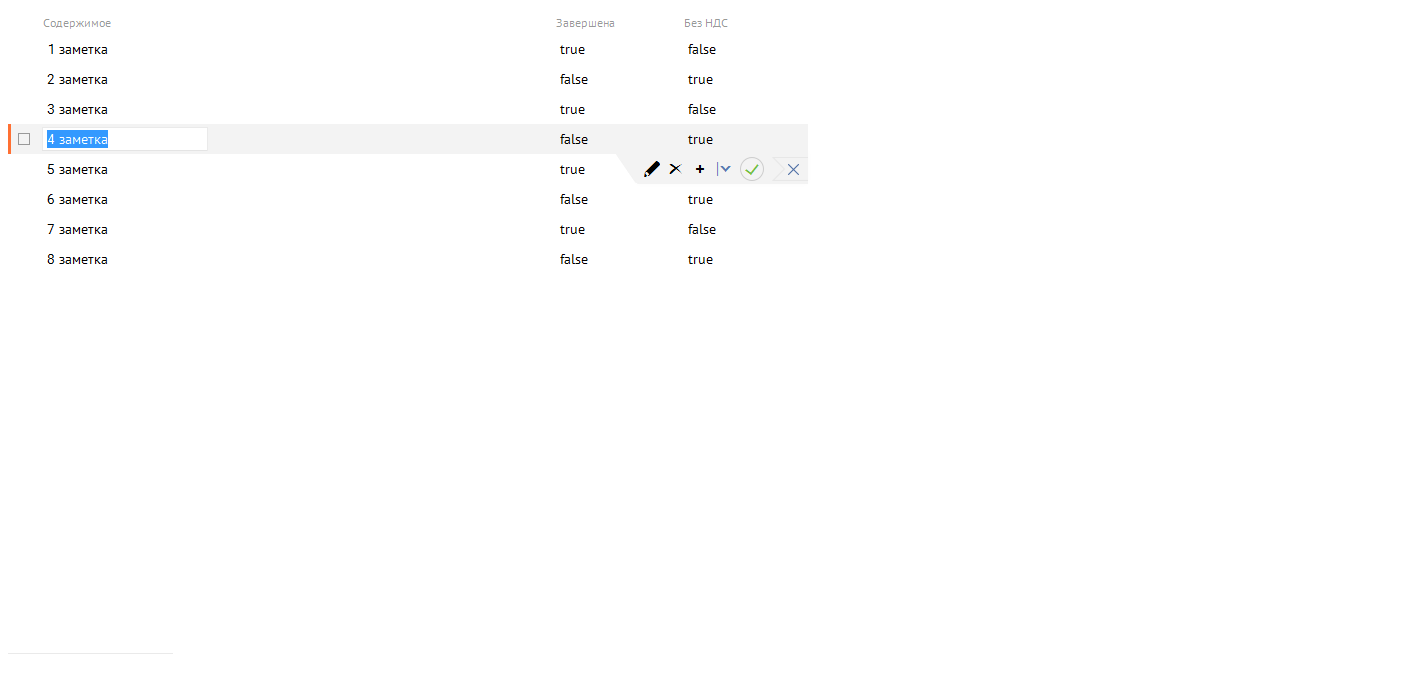 Содержимое Завершена Без НДС
1 заметка true false
2 заметка false true
3 заметка true false
4 заметка false true
5 заметка true
6 заметка false true
7 заметка true false
8 заметка false true